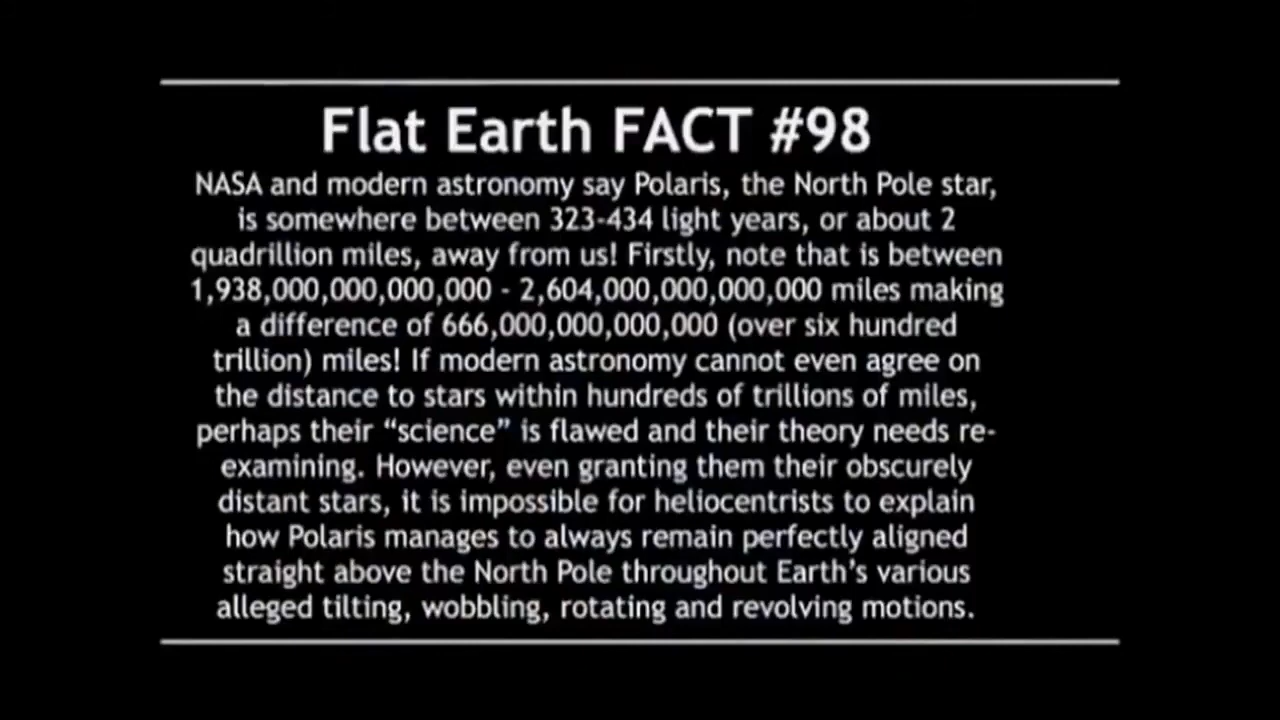 Flat Earth FACT #98
NASA and modern astronomy say Polaris, the North Pole star,
is somewhere between 323-434 light years, or about 2
quadrillion miles, away from us! Firstly, note that is between
1,938,000,000,000,000 - 2,604,000,000,000,000 miles making
a difference of 666,000,000,000,000 (over six hundred
trillion) miles! If modern astronomy cannot even agree on
the distance to stars within hundreds of trillions of miles,
perhaps their “science” is flawed and their theory needs re-
examining. However, even granting them their obscurely
distant stars, it is impossible for heliocentrists to explain
how Polaris manages to always remain perfectly aligned
straight above the North Pole throughout Earth’s various
alleged tilting, wobbling, rotating and revolving motions.